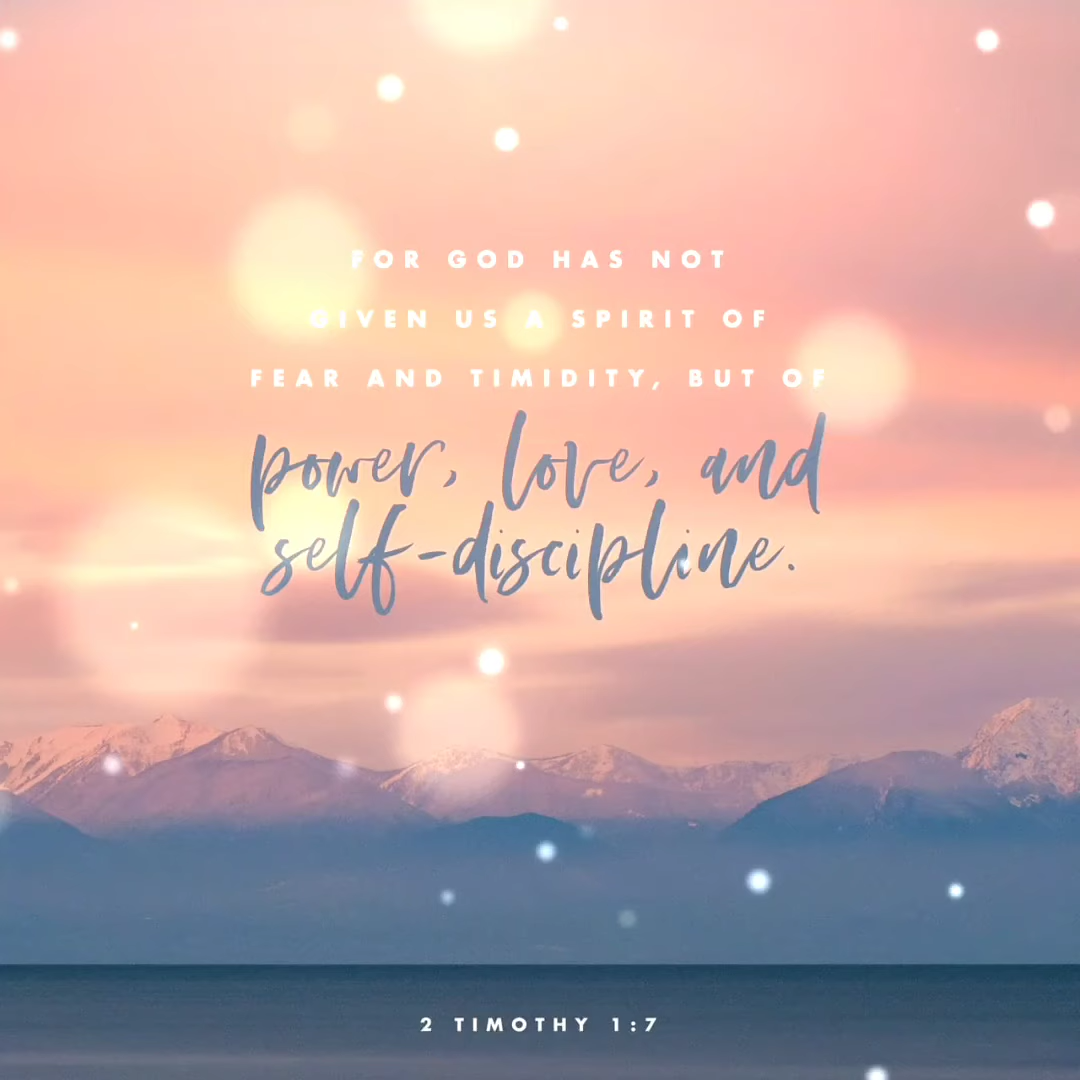 FOR GOD HAS NOT
GIVEN US A SPIRIT OF
FEAR AND TIMIDITY, BUT OF
power, love, and
self-discipline.
2 TIMOTHY 1:7